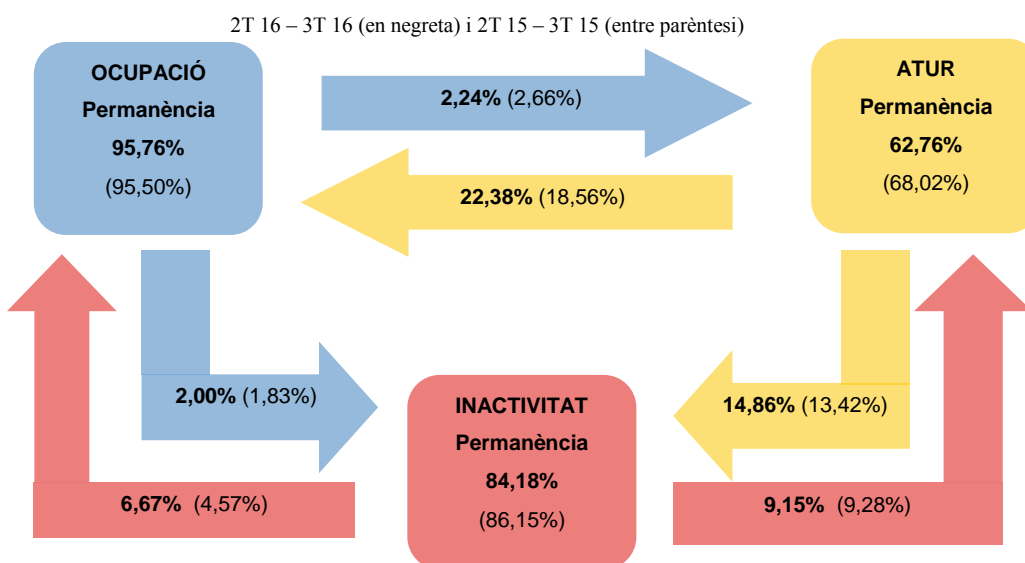 2T 16 – 3T 16 (en negreta) i 2T 15 – 3T 15 (entre parèntesi)
OCUPACIÓ
Permanència
95,76%
(95,50%)
2,24% (2,66%)
22,38% (18,56%)
ATUR
Permanència
62,76%
(68,02%)
2,00% (1,83%)
INACTIVITAT
Permanència
84,18%
(86,15%)
14,86% (13,42%)
6,67% (4,57%)
9,15% (9,28%)